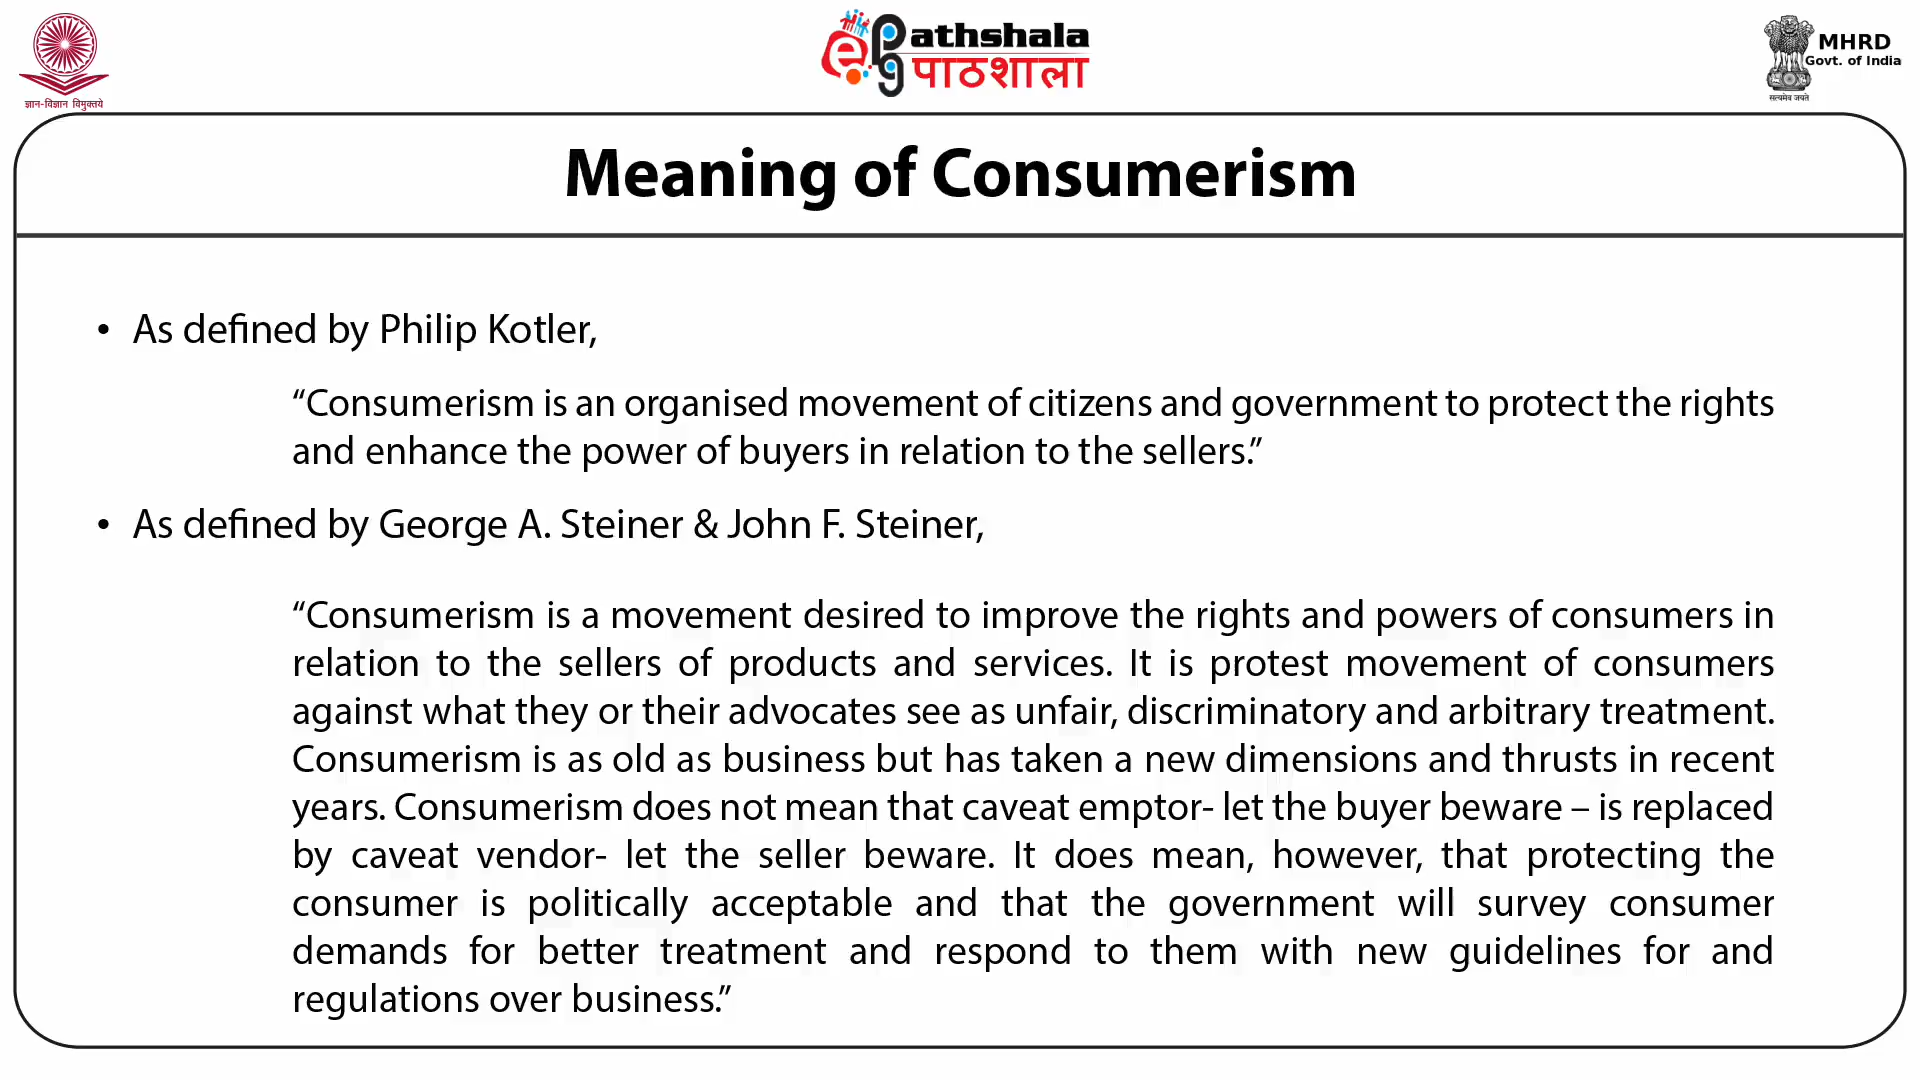 ज्ञान-विज्ञान विमुक्तये
ePathshala
पाठशाला
MHRD
Govt. of India
सत्यमेव जयते
Meaning of Consumerism
• As defined by Philip Kotler,
“Consumerism is an organised movement of citizens and government to protect the rights
and enhance the power of buyers in relation to the sellers.”
• As defined by George A. Steiner & John F. Steiner,
“Consumerism is a movement desired to improve the rights and powers of consumers in
relation to the sellers of products and services. It is protest movement of consumers
against what they or their advocates see as unfair, discriminatory and arbitrary treatment.
Consumerism is as old as business but has taken a new dimensions and thrusts in recent
years. Consumerism does not mean that caveat emptor- let the buyer beware – is replaced
by caveat vendor- let the seller beware. It does mean, however, that protecting the
consumer is politically acceptable and that the government will survey consumer
demands for better treatment and respond to them with new guidelines for and
regulations over business.”